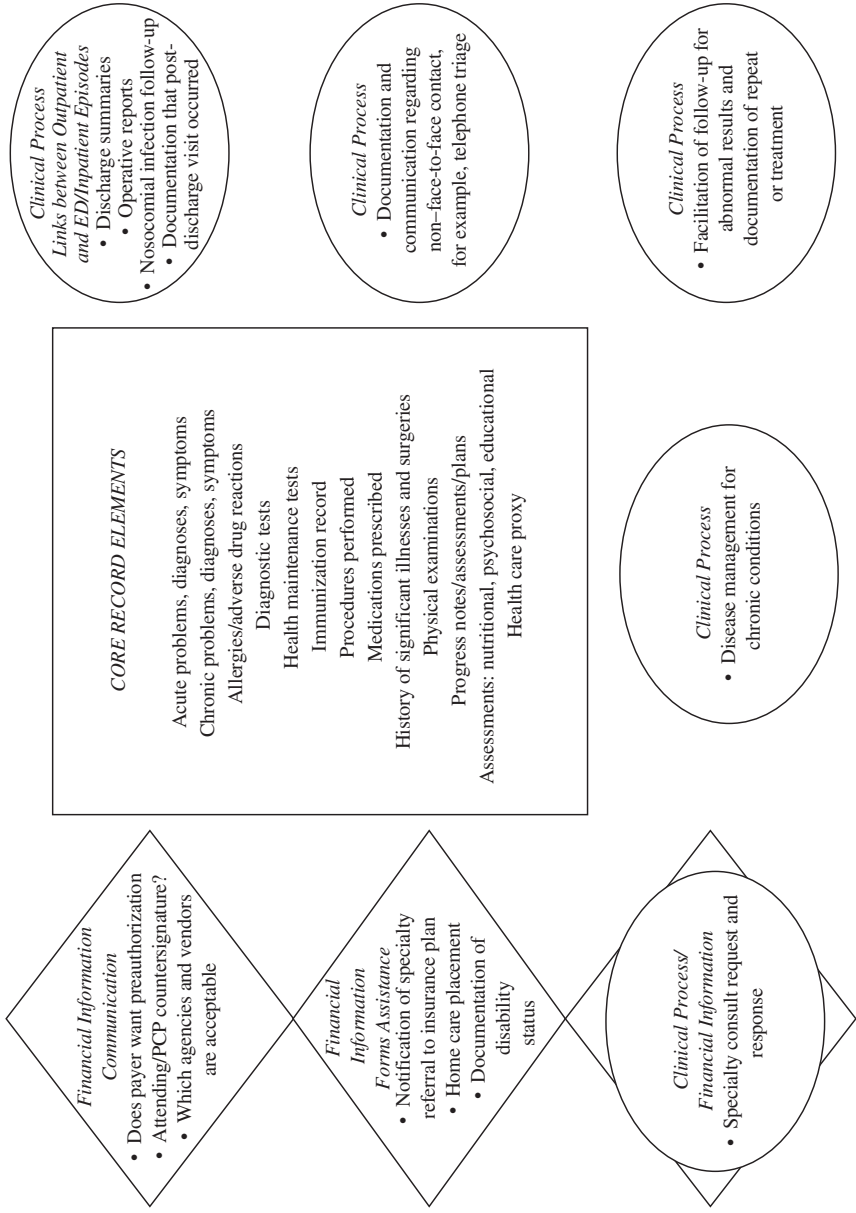 Financial Information
Communication
• Does payer want preauthorization
• Attending/PCP countersignature?
• Which agencies and vendors
are acceptable
Financial
Information
Forms Assistance
• Notification of specialty
referral to insurance plan
• Home care placement
• Documentation of
disability
status
Clinical Process/
Financial Information
• Specialty consult request and
response
CORE RECORD ELEMENTS
Acute problems, diagnoses, symptoms
Chronic problems, diagnoses, symptoms
Allergies/adverse drug reactions
Diagnostic tests
Health maintenance tests
Immunization record
Procedures performed
Medications prescribed
History of significant illnesses and surgeries
Physical examinations
Progress notes/assessments/plans
Assessments: nutritional, psychosocial, educational
Health care proxy
Clinical Process
• Disease management for
chronic conditions
Clinical Process
Links between Outpatient
and ED/Inpatient Episodes
• Discharge summaries
• Operative reports
• Nosocomial infection follow-up
• Documentation that post-
discharge visit occurred
Clinical Process
• Documentation and
communication regarding
non–face-to-face contact,
for example, telephone triage
Clinical Process
• Facilitation of follow-up for
abnormal results and
documentation of repeat
or treatment